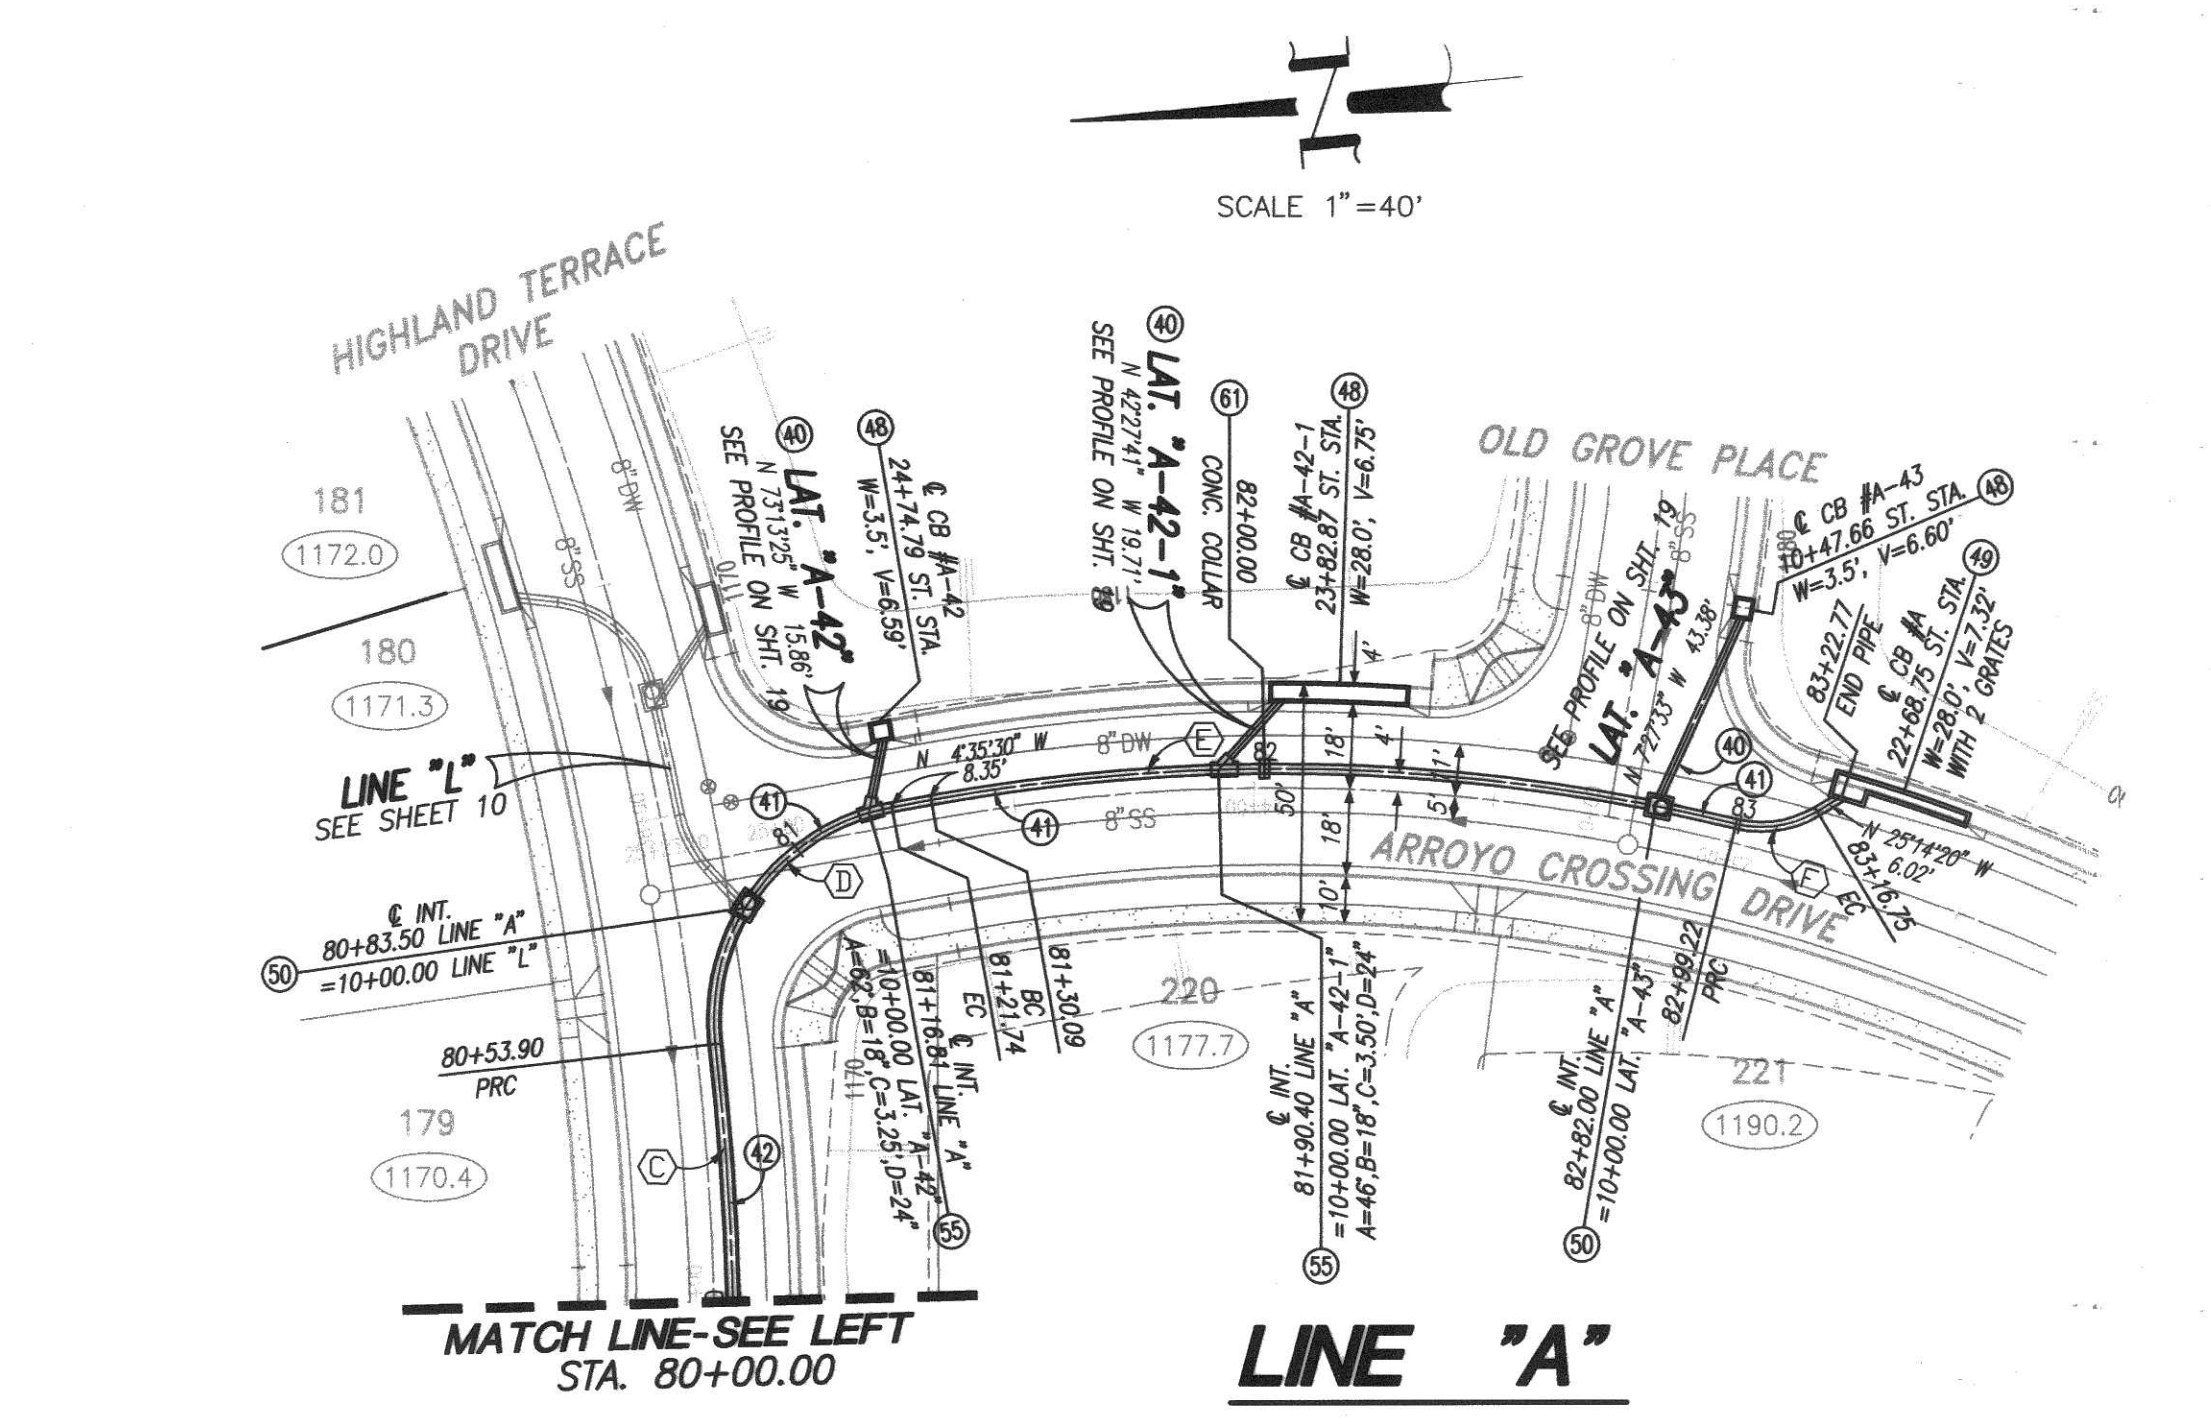 SCALE 1"=40'
HIGHLAND TERRACE
DRIVE
OLD GROVE PLACE
ARROYO CROSSING DRIVE
181
1172.0
180
1171.3
179
1170.4
220
1177.7
221
1190.2
8"DW
8"SS
1170
LINE "L"
SEE SHEET 10
40
LAT. "A-42"
N 73°13'25" W 15.86'
SEE PROFILE ON SHT. 19
48
℄ CB #A-42
24+74.79 ST. STA.
W=3.5', V=6.59'
40
LAT. "A-42-1"
N 42°27'41" W 19.71'
SEE PROFILE ON SHT.
61
82+00.00
CONC. COLLAR
48
℄ CB #A-42-1
23+82.87 ST. STA.
W=28.0', V=6.75'
4'
8"DW
8"SS
SEE PROFILE ON SHT. 19
LAT. "A-43"
N 7°27'33" W 43.38'
℄ CB #A-43
10+47.66 ST. STA.
48
W=3.5', V=6.60'
83+22.77
END PIPE
49
℄ CB #A
22+68.75 ST. STA.
W=28.0', V=7.32'
WITH 2 GRATES
40
41
83
N 25°14'20" W
6.02'
83+16.75
EC
F
N 4°35'30" W
8.35'
8"DW
E
82
41
8"SS
50'
18'
18'
10'
4'
11'
5'
41
81
D
50
℄ INT.
80+83.50 LINE "A"
=10+00.00 LINE "L"
80+53.90
PRC
C
42
1170
℄ INT.
81+16.81 LINE "A"
=10+00.00 LAT. "A-42"
A=62°,B=18",C=3.25',D=24"
55
81+21.74
EC
81+30.09
BC
℄ INT.
81+90.40 LINE "A"
=10+00.00 LAT. "A-42-1"
A=46°,B=18",C=3.50',D=24"
55
℄ INT.
82+82.00 LINE "A"
=10+00.00 LAT. "A-43"
50
82+99.22
PRC
MATCH LINE-SEE LEFT
STA. 80+00.00
LINE "A"